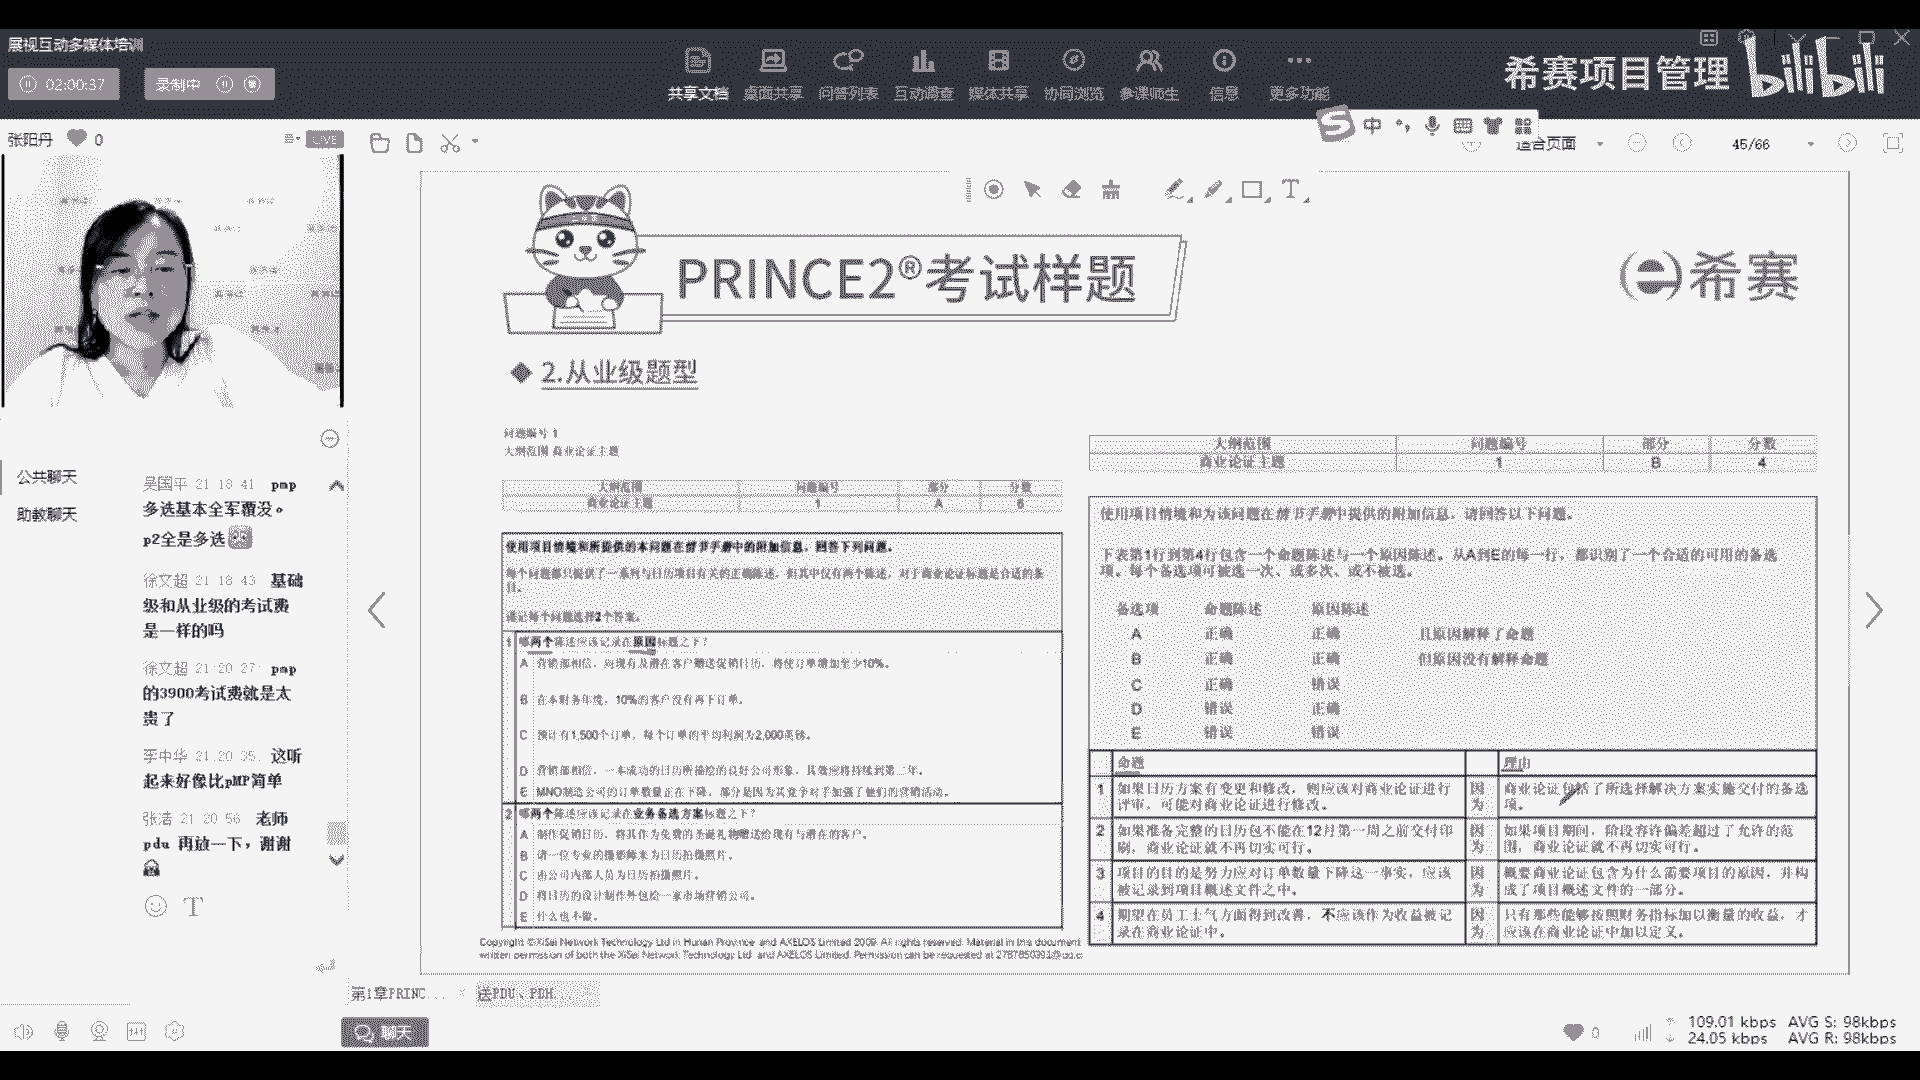 展视互动多媒体培训
02:00:37
录制中
共享文档 桌面共享 问答列表 互动调查 媒体共享 协同浏览 参课师生 信息 更多功能
希赛项目管理 bilibili
张阳丹 0
LIVE
中
适合页面
45/66
PRINCE2®考试样题
希赛
2.从业级题型
公共聊天
助教聊天
吴国平 21 18 41 pmp
多选基本全军覆没。
p2全是多选
徐文超 21 18 43 基础
级和从业级的考试费
是一样的吗
徐文超 21 20 27 pmp
的3900考试费就是太
贵了
李中华 21 20 35 这听
起来好像比pMP简单
张浩 21 20 56 老师
pdu 再放一下，谢谢
问题编号 1
大纲范围 商业论证主题
大纲范围 问题编号 部分 分数
商业论证主题 1 A 6
使用项目情境和所提供的本问题在情节手册中的附加信息，回答下列问题。
每个问题都只提供了一系列与日历项目有关的正确陈述，但其中仅有两个陈述，对于商业论证标题是合适的条
目。
谨记每个问题选择2个答案。
1 哪两个陈述应该记录在原因标题之下？
A 营销部相信，向现有及潜在客户赠送促销日历，将使订单增加至少10%。
B 在本财务年度，10%的客户没有再下订单。
C 预计有1,500个订单，每个订单的平均利润为2,000英镑。
D 营销部相信，一本成功的日历所描绘的良好公司形象，其效应将持续到第二年。
E MNO制造公司的订单数量正在下降，部分是因为其竞争对手加强了他们的营销活动。
2 哪两个陈述应该记录在业务备选方案标题之下？
A 制作促销日历，将其作为免费的圣诞礼物赠送给现有与潜在的客户。
B 请一位专业的摄影师来为日历拍摄照片。
C 由公司内部人员为日历拍摄照片。
D 将日历的设计制作外包给一家市场营销公司。
E 什么也不做。
大纲范围 问题编号 部分 分数
商业论证主题 1 B 4
使用项目情境和为该问题在情节手册中提供的附加信息，请回答以下问题。
下表第1行到第4行包含一个命题陈述与一个原因陈述。从A到E的每一行，都识别了一个合适的可用的备选
项。每个备选项可被选一次、或多次、或不被选。
备选项 命题陈述 原因陈述
A 正确 正确 且原因解释了命题
B 正确 正确 但原因没有解释命题
C 正确 错误
D 错误 正确
E 错误 错误
命题 理由
1 如果日历方案有变更和修改，则应该对商业论证进行
评审，可能对商业论证进行修改。
因为
商业论证包括了所选择解决方案实施交付的备选
项。
2 如果准备完整的日历包不能在12月第一周之前交付印
刷，商业论证就不再切实可行。
因为
如果项目期间，阶段容许偏差超过了允许的范
围，商业论证就不再切实可行。
3 项目的目的是努力应对订单数量下降这一事实，应该
被记录到项目概述文件之中。
因为
概要商业论证包含为什么需要项目的原因，并构
成了项目概述文件的一部分。
4 期望在员工士气方面得到改善，不应该作为收益被记
录在商业论证中。
因为
只有那些能够按照财务指标加以衡量的收益，才
应该在商业论证中加以定义。
Copyright ©XiSai Network Technology Ltd in Hunan Province and AXELOS Limited 2009. All rights reserved. Material in this document
written permission of both the XiSai Network Technology Ltd and AXELOS Limited. Permission can be requested at
第1章PRINC... × 送PDU、PDH...
聊天
0
109.01 kbps AVG S: 98kbps
24.05 kbps AVG R: 98kbps